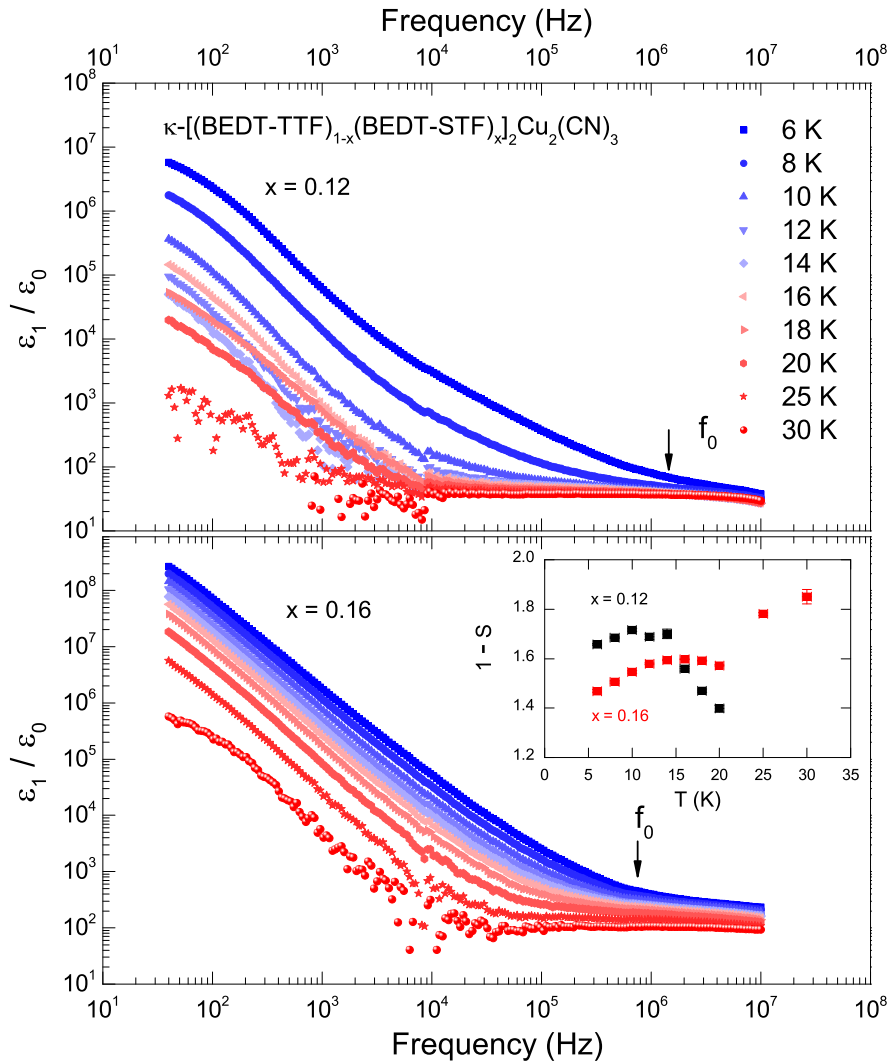 Frequency (Hz)
10¹ 10² 10³ 10⁴ 10⁵ 10⁶ 10⁷ 10⁸
10⁸
10⁷
10⁶
10⁵
10⁴
10³
10²
10¹
ε₁ / ε₀
κ-[(BEDT-TTF)₁₋ₓ(BEDT-STF)ₓ]₂Cu₂(CN)₃
x = 0.12
6 K
8 K
10 K
12 K
14 K
16 K
18 K
20 K
25 K
30 K
f₀
10⁸
10⁷
10⁶
10⁵
10⁴
10³
10²
10¹
ε₁ / ε₀
x = 0.16
2.0
1.8
1.6
1.4
1.2
1 - S
x = 0.12
x = 0.16
0 5 10 15 20 25 30 35
T (K)
f₀
10¹ 10² 10³ 10⁴ 10⁵ 10⁶ 10⁷ 10⁸
Frequency (Hz)